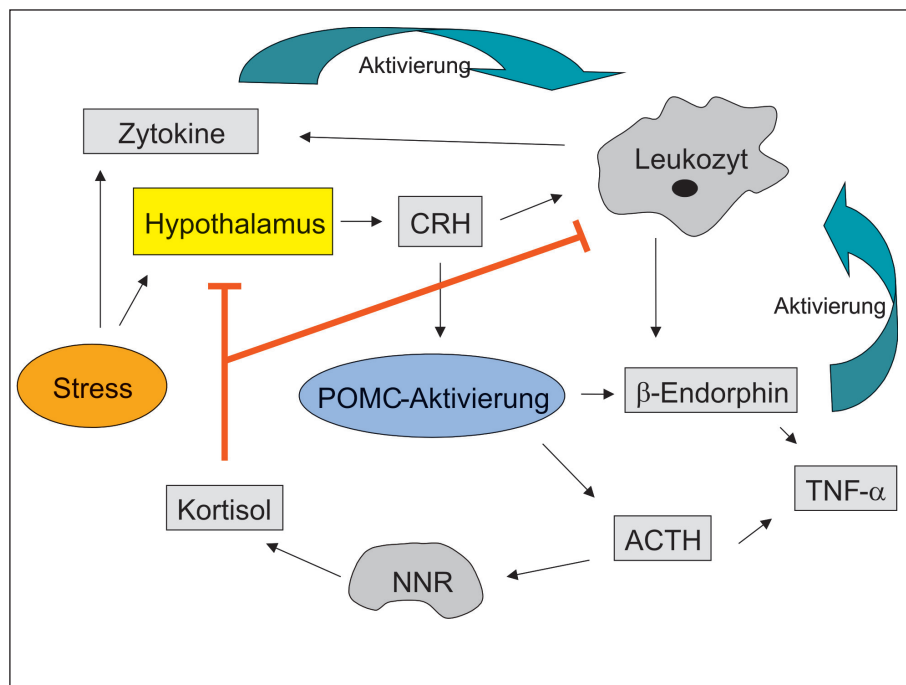 Aktivierung
Zytokine
Leukozyt
Hypothalamus
CRH
Aktivierung
Stress
POMC-Aktivierung
β-Endorphin
TNF-α
Kortisol
ACTH
NNR